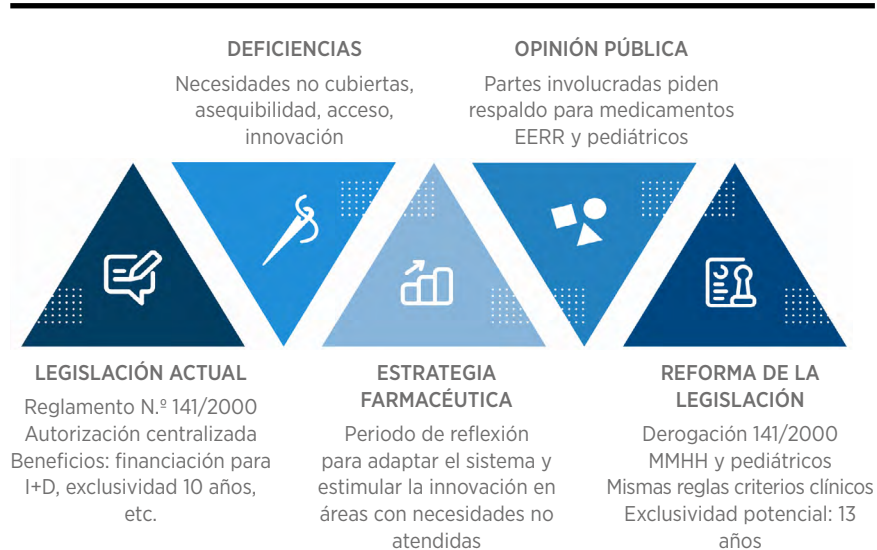 DEFICIENCIAS
Necesidades no cubiertas,
asequibilidad, acceso,
innovación
OPINIÓN PÚBLICA
Partes involucradas piden
respaldo para medicamentos
EERR y pediátricos
LEGISLACIÓN ACTUAL
Reglamento N.º 141/2000
Autorización centralizada
Beneficios: financiación para
I+D, exclusividad 10 años,
etc.
ESTRATEGIA
FARMACÉUTICA
Periodo de reflexión
para adaptar el sistema y
estimular la innovación en
áreas con necesidades no
atendidas
REFORMA DE LA
LEGISLACIÓN
Derogación 141/2000
MMHH y pediátricos
Mismas reglas criterios clínicos
Exclusividad potencial: 13
años